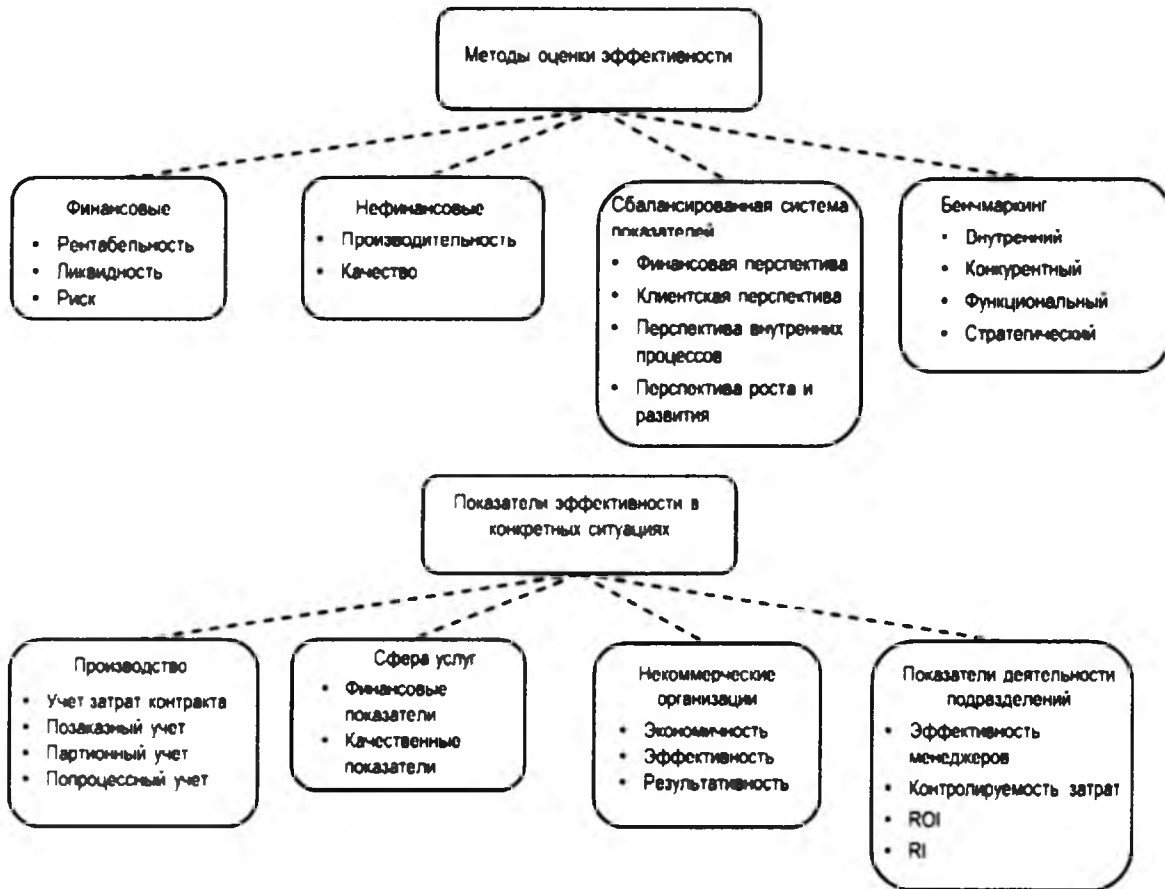 Методы оценки эффективности
Финансовые
• Рентабельность
• Ликвидность
• Риск
Нефинансовые
• Производительность
• Качество
Сбалансированная система
показателей
• Финансовая перспектива
• Клиентская перспектива
• Перспектива внутренних
процессов
• Перспектива роста и
развития
Бенчмаркинг
• Внутренний
• Конкурентный
• Функциональный
• Стратегический
Показатели эффективности в
конкретных ситуациях
Производство
• Учет затрат контракта
• Позаказный учет
• Партионный учет
• Попроцессный учет
Сфера услуг
• Финансовые
показатели
• Качественные
показатели
Некоммерческие
организации
• Экономичность
• Эффективность
• Результативность
Показатели деятельности
подразделений
• Эффективность
менеджеров
• Контролируемость затрат
• ROI
• RI